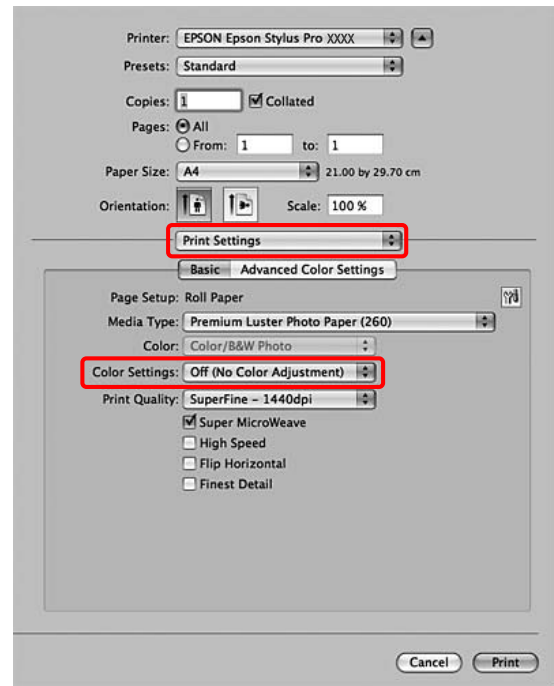 Printer: EPSON Epson Stylus Pro XXXX
Presets: Standard
Copies: 1 Collated
Pages: All
From: 1 to: 1
Paper Size: A4 21.00 by 29.70 cm
Orientation: Scale: 100 %
Print Settings
Basic Advanced Color Settings
Page Setup: Roll Paper
Media Type: Premium Luster Photo Paper (260)
Color: Color/B&W Photo
Color Settings: Off (No Color Adjustment)
Print Quality: SuperFine – 1440dpi
Super MicroWeave
High Speed
Flip Horizontal
Finest Detail
Cancel Print